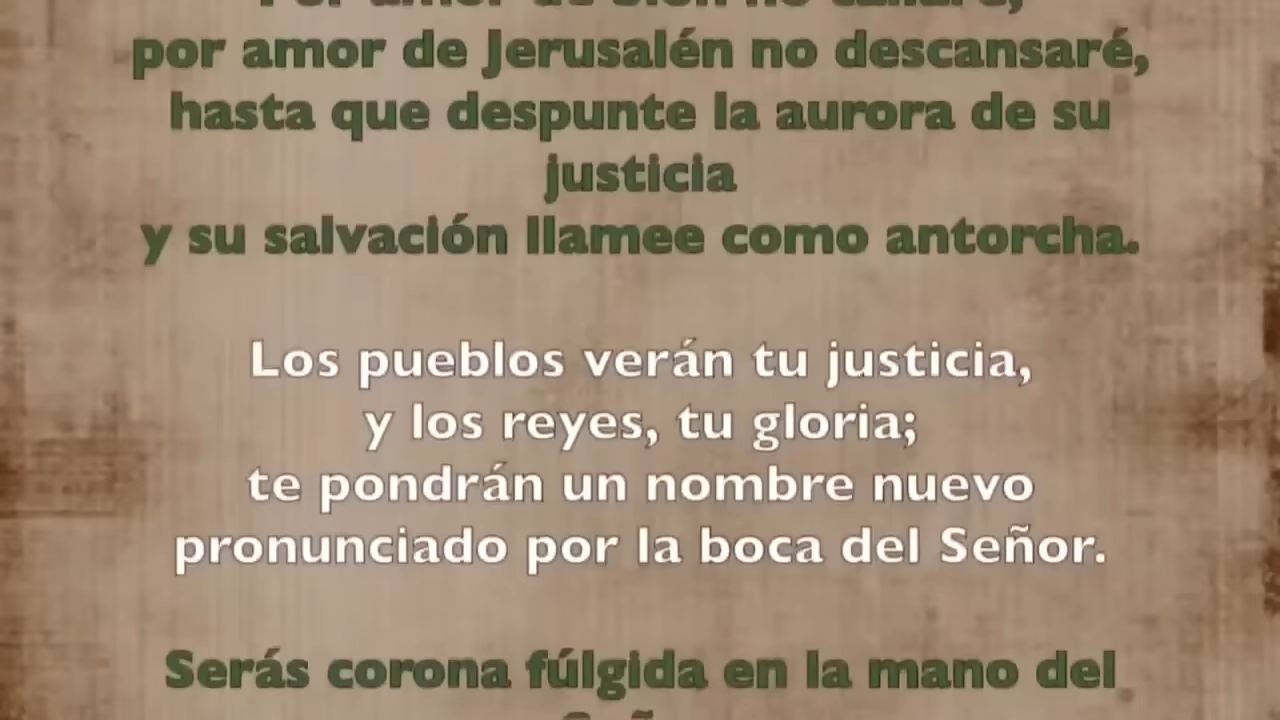 por amor de Jerusalén no descansaré,
hasta que despunte la aurora de su
justicia
y su salvación llamee como antorcha.
Los pueblos verán tu justicia,
y los reyes, tu gloria;
te pondrán un nombre nuevo
pronunciado por la boca del Señor.
Serás corona fúlgida en la mano del